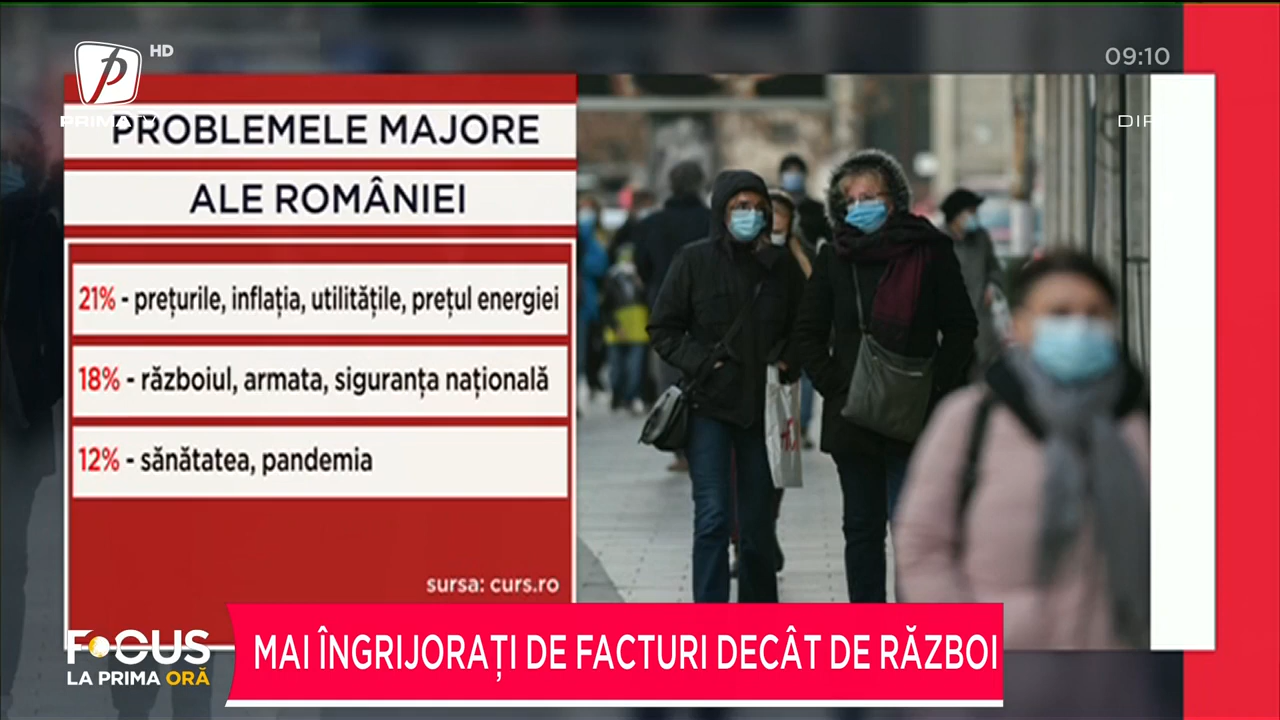 HD
09:10
PRIMA TV
DIR
PROBLEMELE MAJORE
ALE ROMÂNIEI
21% - prețurile, inflația, utilitățile, prețul energiei
18% - războiul, armata, siguranța națională
12% - sănătatea, pandemia
sursa: curs.ro
FOCUS
LA PRIMA ORĂ
MAI ÎNGRIJORAȚI DE FACTURI DECÂT DE RĂZBOI